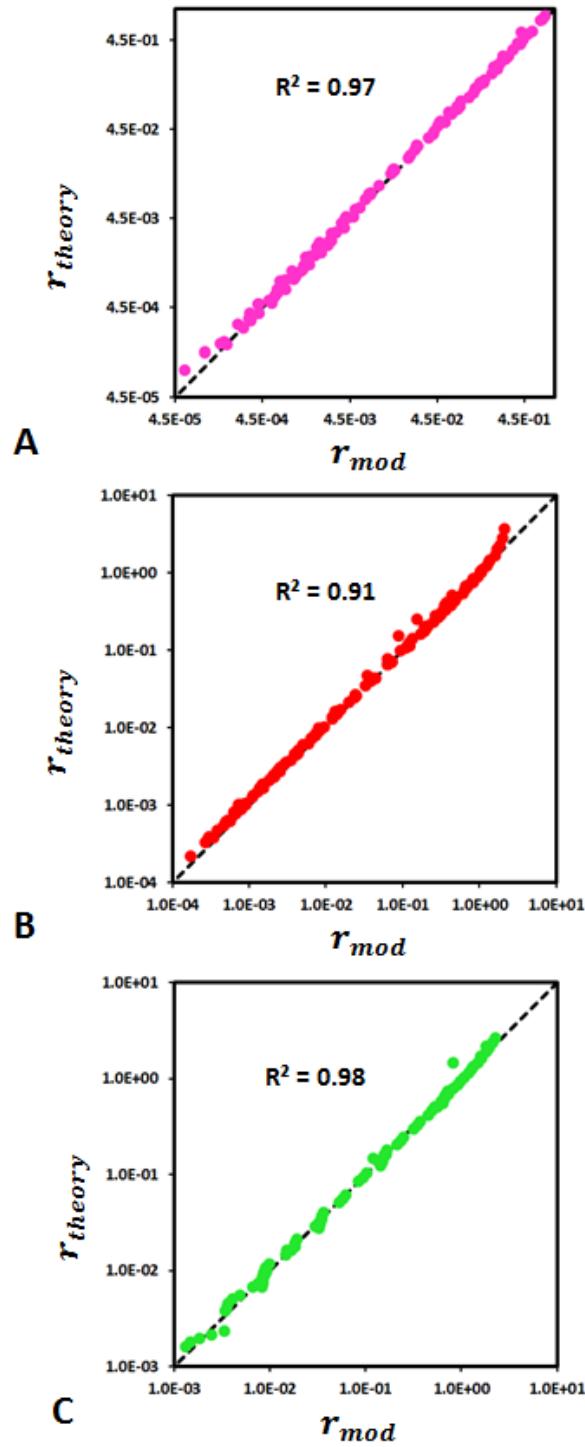 4.5E-01
R² = 0.97
4.5E-02
r_theory
4.5E-03
4.5E-04
4.5E-05
4.5E-05 4.5E-04 4.5E-03 4.5E-02 4.5E-01
A
r_mod
1.0E+01
1.0E+00
R² = 0.91
1.0E-01
r_theory
1.0E-02
1.0E-03
1.0E-04
1.0E-04 1.0E-03 1.0E-02 1.0E-01 1.0E+00 1.0E+01
B
r_mod
1.0E+01
1.0E+00
R² = 0.98
1.0E-01
r_theory
1.0E-02
1.0E-03
1.0E-03 1.0E-02 1.0E-01 1.0E+00 1.0E+01
C
r_mod